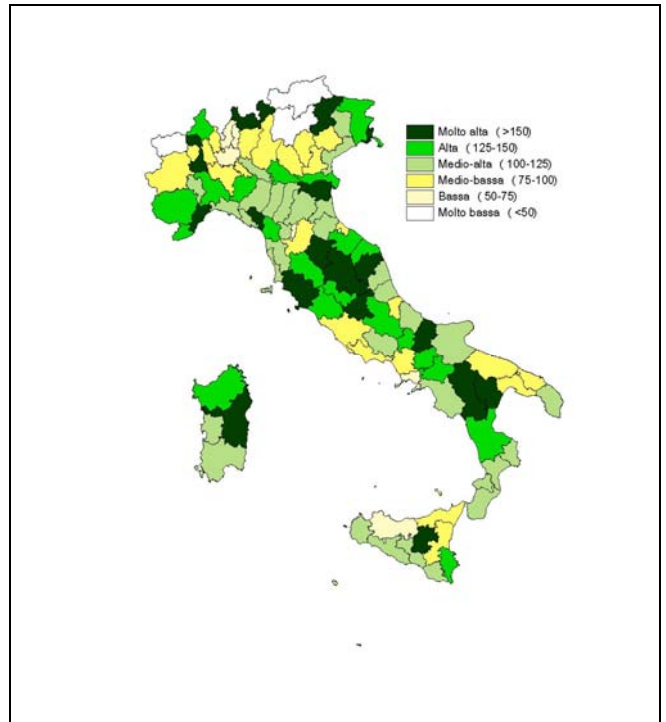 Molto alta (>150)
Alta (125-150)
Medio-alta (100-125)
Medio-bassa (75-100)
Bassa (50-75)
Molto bassa (<50)